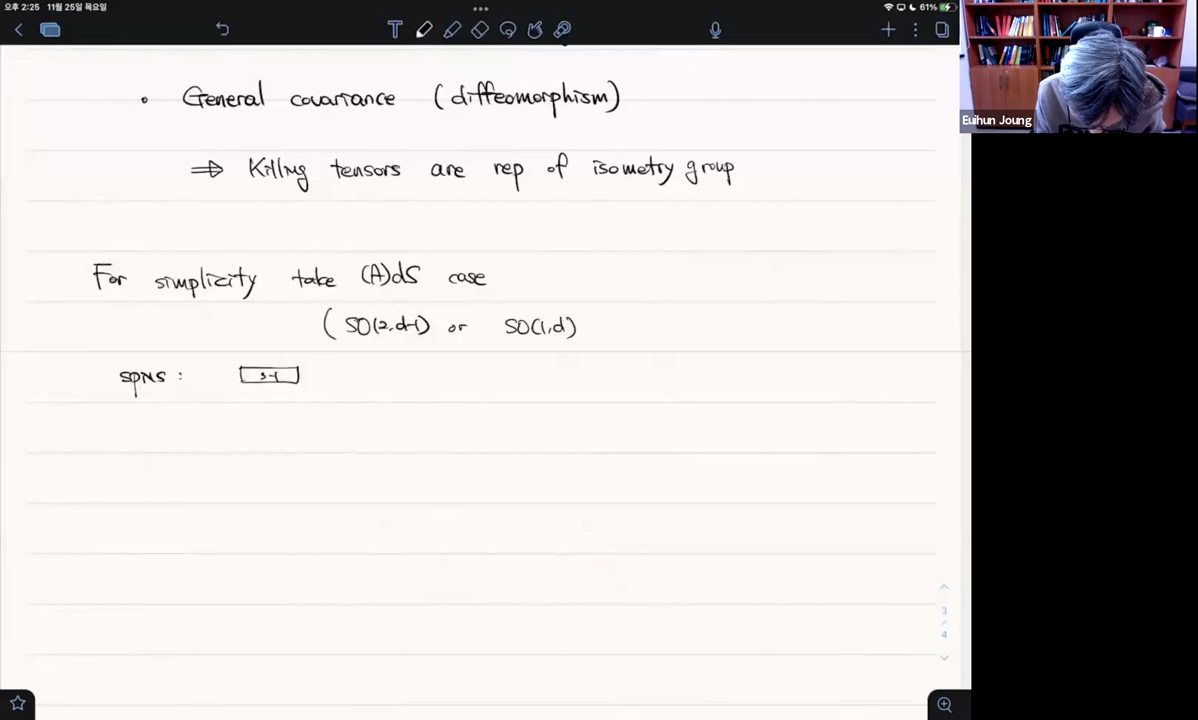 오후 2:25 11월 25일 목요일
61%
Euihun Joung
• General covariance (diffeomorphism)
⇒ Killing tensors are rep of isometry group
For simplicity take (A)dS case
(SO(2,d-1) or SO(1,d)
spins : s-1
3
4